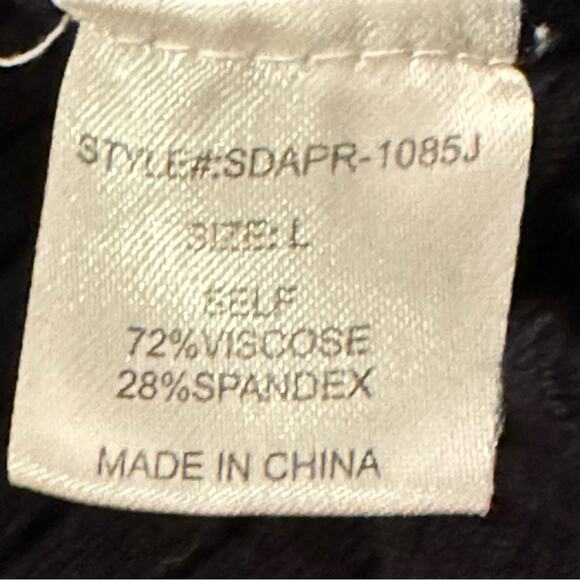 STYLE#:SDAPR-1085J
SIZE: L
SELF
72%VISCOSE
28%SPANDEX
MADE IN CHINA